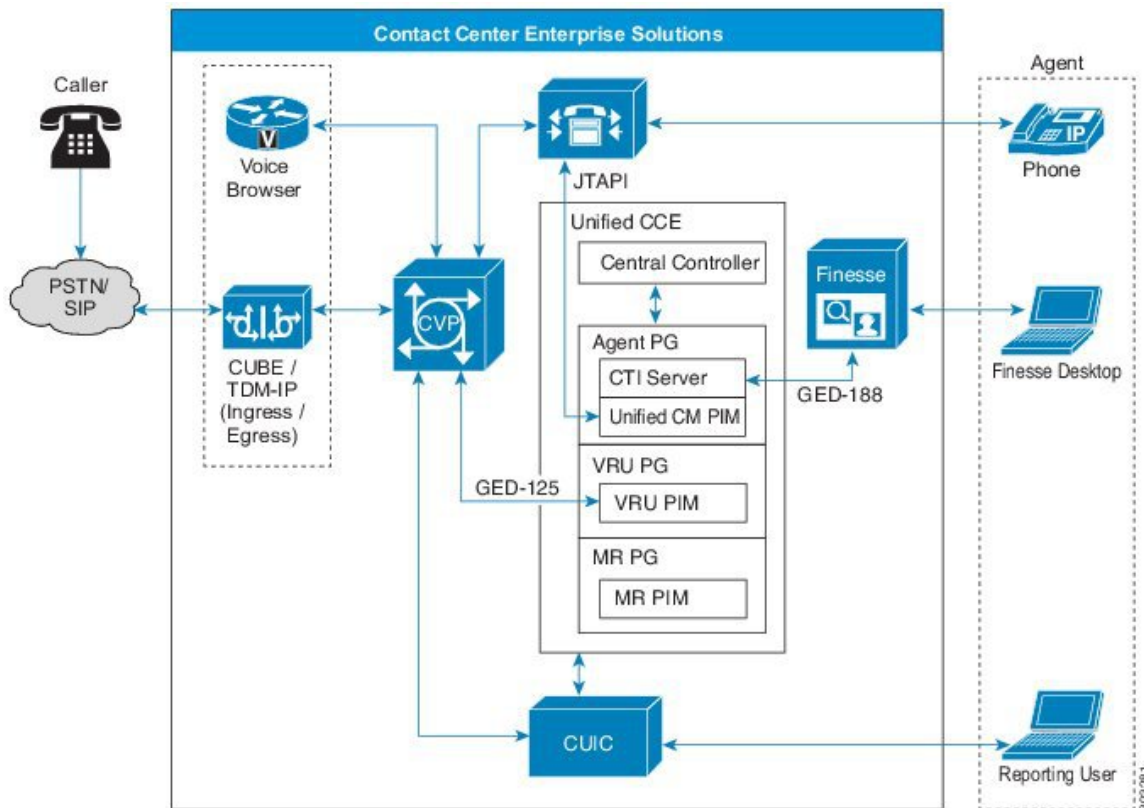 Contact Center Enterprise Solutions
Caller
Agent
V
Voice
Browser
JTAPI
IP
Phone
Unified CCE
Central Controller
Finesse
PSTN/
SIP
CVP
Agent PG
CTI Server
Unified CM PIM
GED-188
Finesse Desktop
CUBE /
TDM-IP
(Ingress /
Egress)
VRU PG
GED-125
VRU PIM
MR PG
MR PIM
CUIC
Reporting User